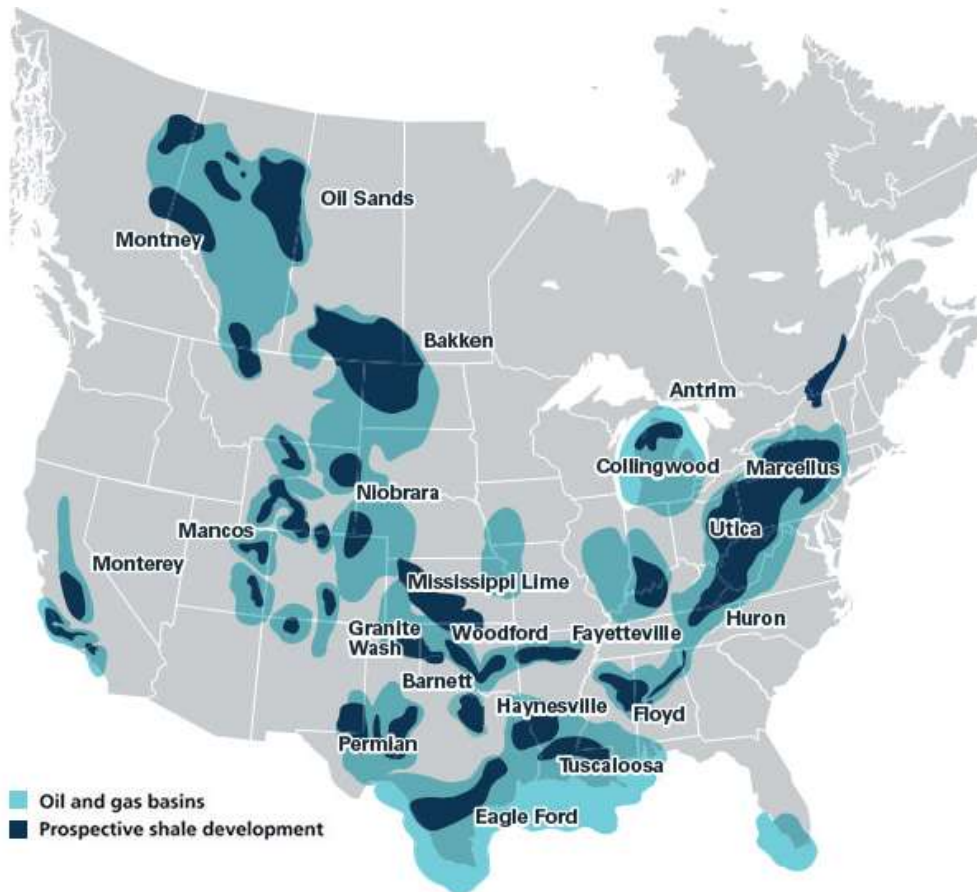 Oil Sands
Montney
Bakken
Antrim
Collingwood
Marcellus
Niobrara
Mancos
Utica
Monterey
Mississippi Lime
Huron
Granite
Wash
Woodford
Fayetteville
Barnett
Haynesville
Floyd
Permian
Tuscaloosa
Eagle Ford
Oil and gas basins
Prospective shale development